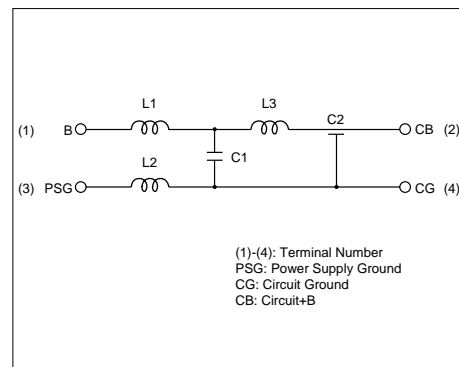 L1 L3 C2
(1) B CB (2)
C1
L2
(3) PSG CG (4)
(1)-(4): Terminal Number
PSG: Power Supply Ground
CG: Circuit Ground
CB: Circuit+B